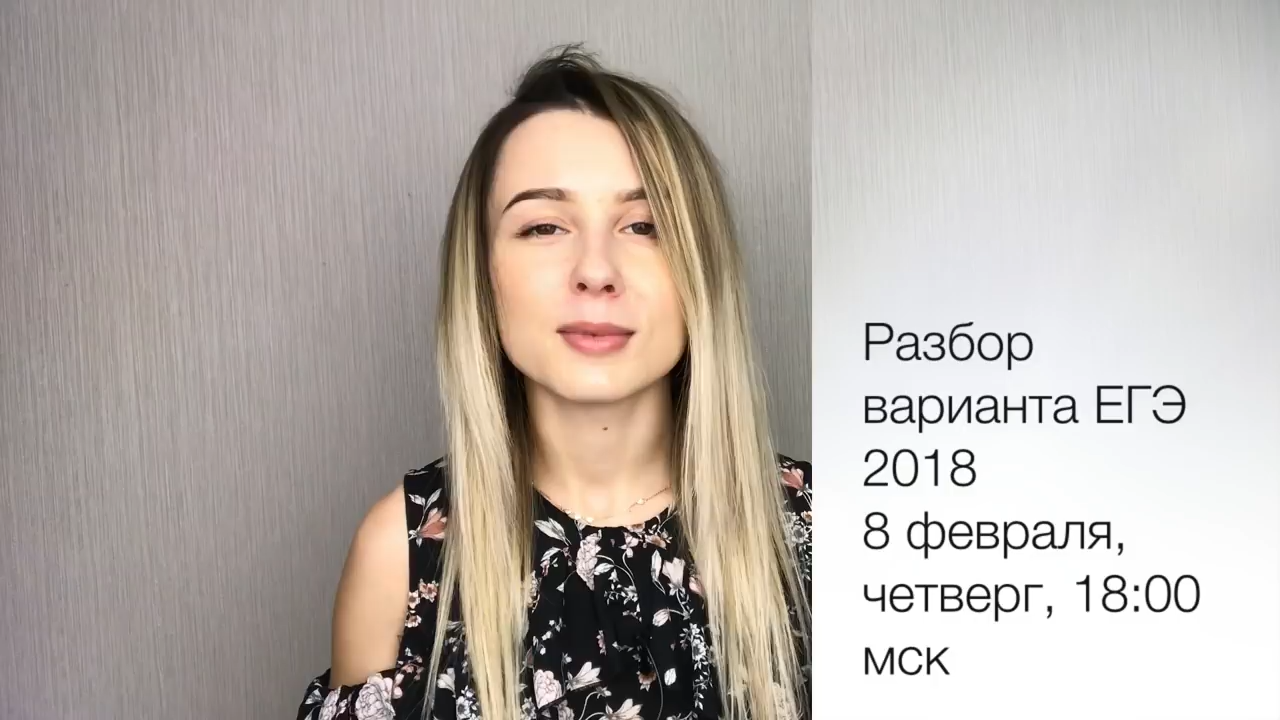 Разбор
варианта ЕГЭ
2018
8 февраля,
четверг, 18:00
мск